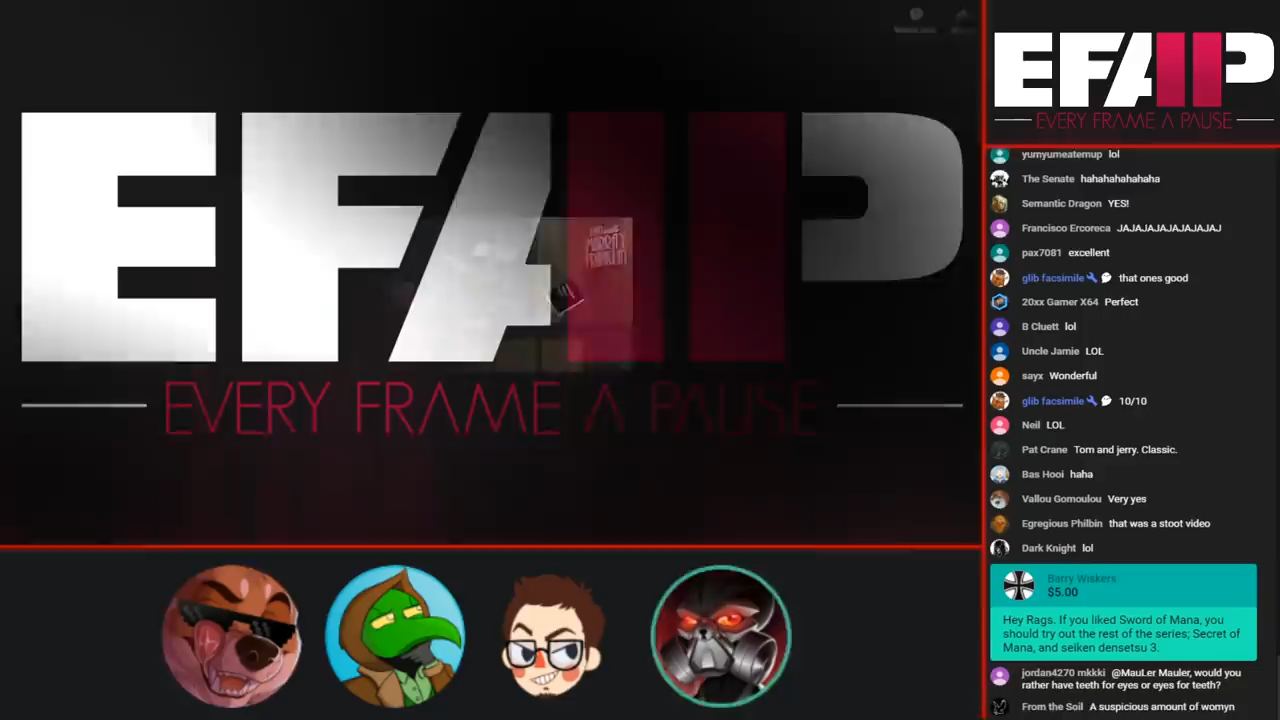 EFAP
EVERY FRAME A PAUSE
MURRAY
FRANKLIN
EFAP
EVERY FRAME A PAUSE
yumyumeatemup lol
The Senate hahahahahahaha
Semantic Dragon YES!
Francisco Ercoreca JAJAJAJAJAJAJAJAJ
pax7081 excellent
glib facsimile that ones good
20xx Gamer X64 Perfect
B Cluett lol
Uncle Jamie LOL
sayx Wonderful
glib facsimile 10/10
Neil LOL
Pat Crane Tom and jerry. Classic.
Bas Hooi haha
Vallou Gomoulou Very yes
Egregious Philbin that was a stoot video
Dark Knight lol
Barry Wiskers
$5.00
Hey Rags. If you liked Sword of Mana, you
should try out the rest of the series; Secret of
Mana, and seiken densetsu 3.
jordan4270 mkkki @MauLer Mauler, would you
rather have teeth for eyes or eyes for teeth?
From the Soil A suspicious amount of womyn